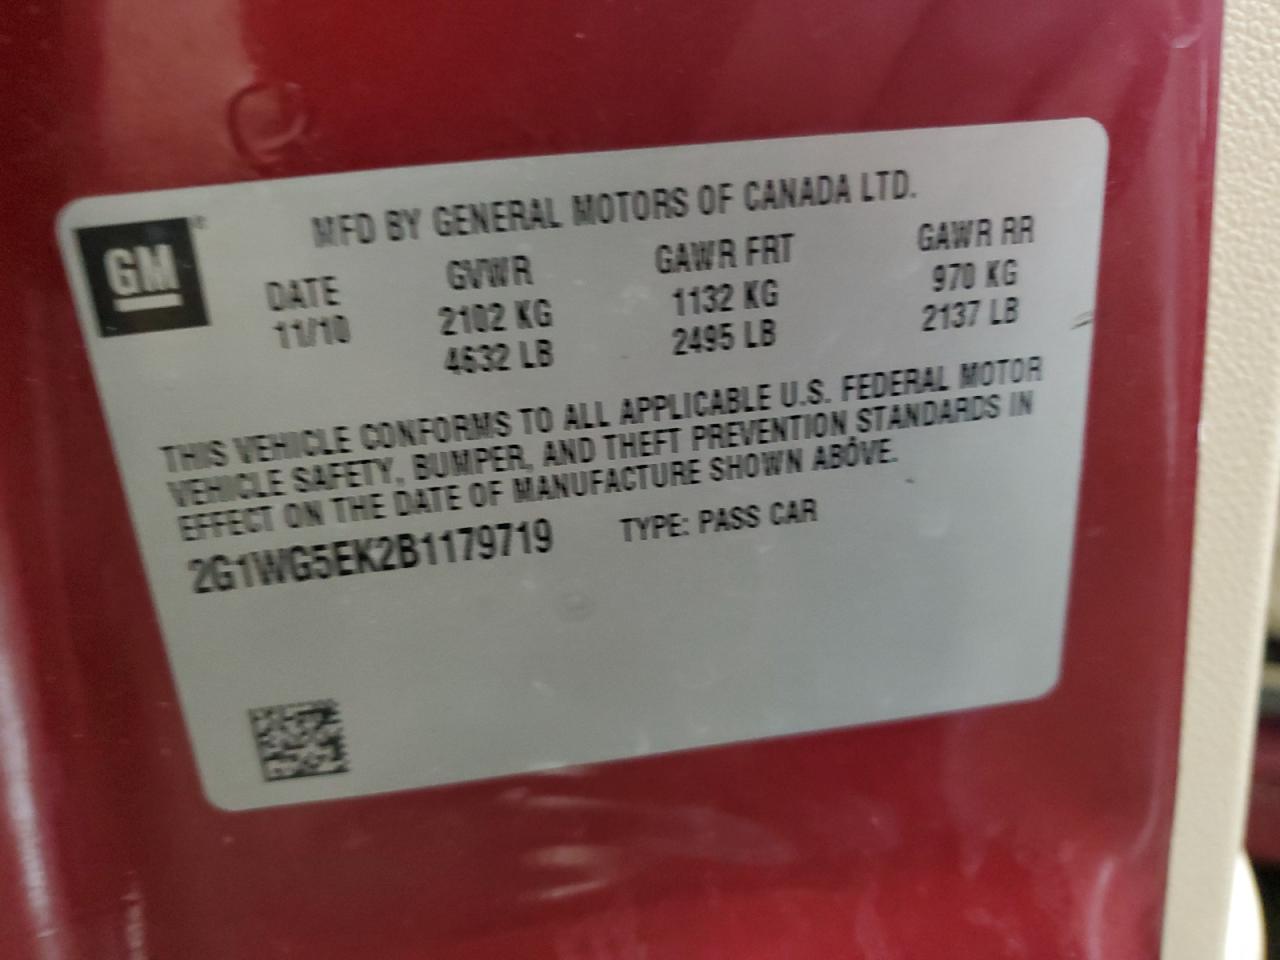 GM®
MFD BY GENERAL MOTORS OF CANADA LTD.
DATE GVWR GAWR FRT GAWR RR
11/10 2102 KG 1132 KG 970 KG
4632 LB 2495 LB 2137 LB
THIS VEHICLE CONFORMS TO ALL APPLICABLE U.S. FEDERAL MOTOR
VEHICLE SAFETY, BUMPER, AND THEFT PREVENTION STANDARDS IN
EFFECT ON THE DATE OF MANUFACTURE SHOWN ABOVE.
2G1WG5EK2B1179719 TYPE: PASS CAR